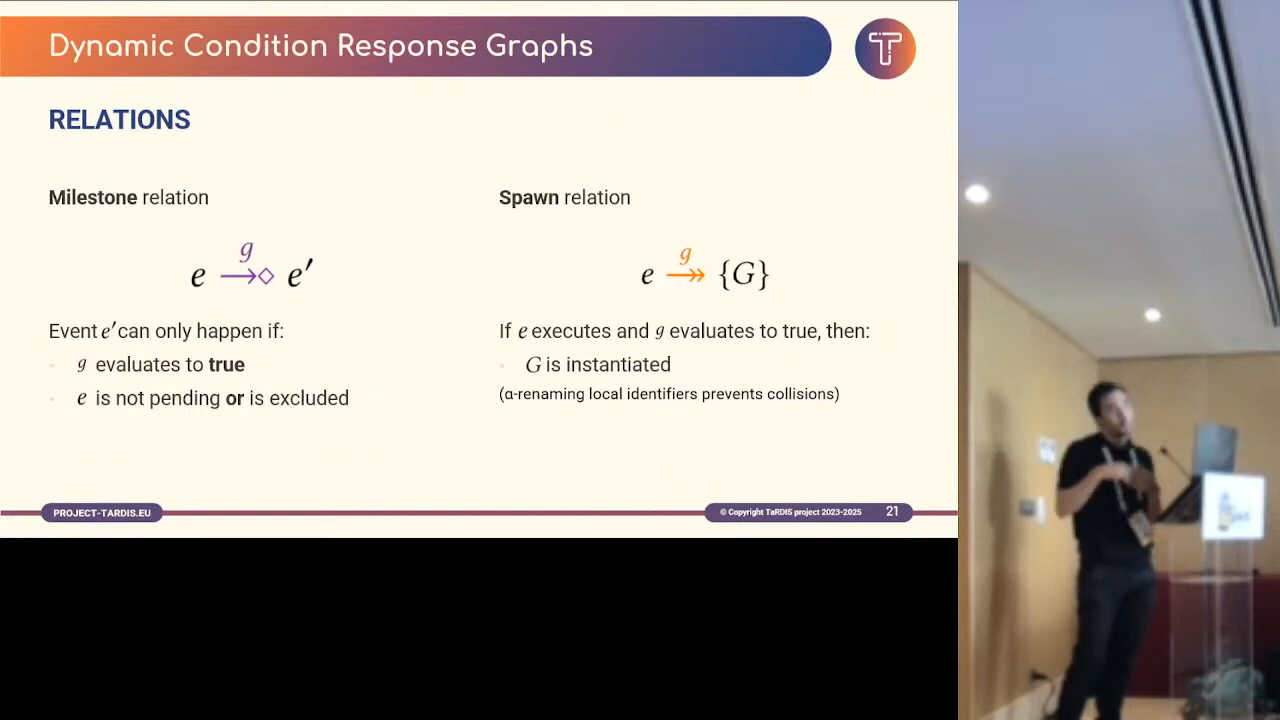 Dynamic Condition Response Graphs
T
RELATIONS
Milestone relation
g
e →◇ e′
Event e′ can only happen if:
g evaluates to true
e is not pending or is excluded
Spawn relation
g
e ↠ {G}
If e executes and g evaluates to true, then:
G is instantiated
(α-renaming local identifiers prevents collisions)
PROJECT-TARDIS.EU
© Copyright TaRDIS project 2023-2025 21